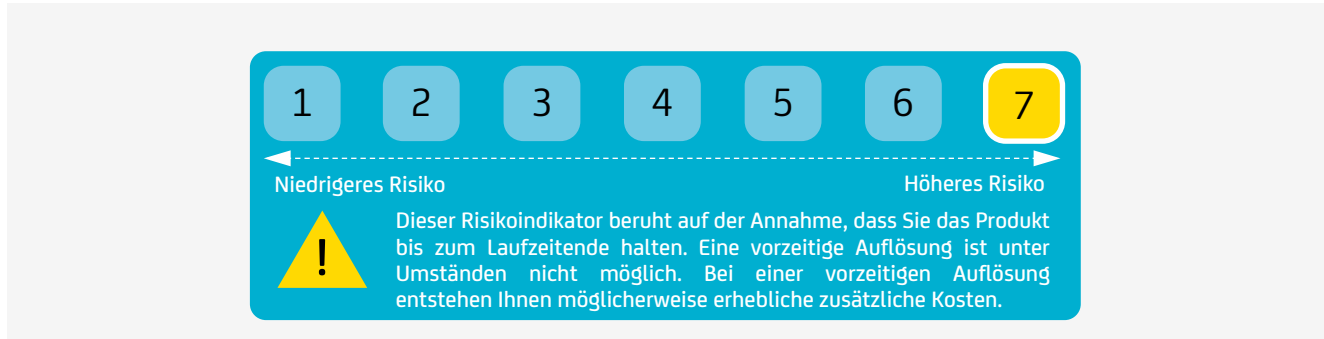 1 2 3 4 5 6 7
Niedrigeres Risiko Höheres Risiko
!
Dieser Risikoindikator beruht auf der Annahme, dass Sie das Produkt
bis zum Laufzeitende halten. Eine vorzeitige Auflösung ist unter
Umständen nicht möglich. Bei einer vorzeitigen Auflösung
entstehen Ihnen möglicherweise erhebliche zusätzliche Kosten.